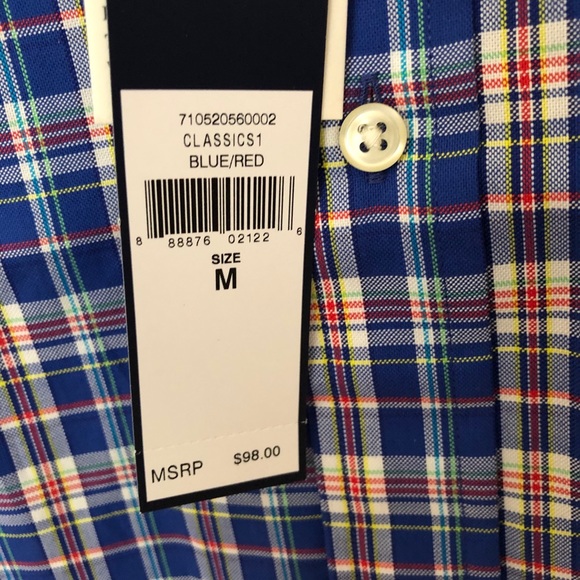 710520560002
CLASSICS1
BLUE/RED
8 88876 02122 6
SIZE
M
MSRP $98.00